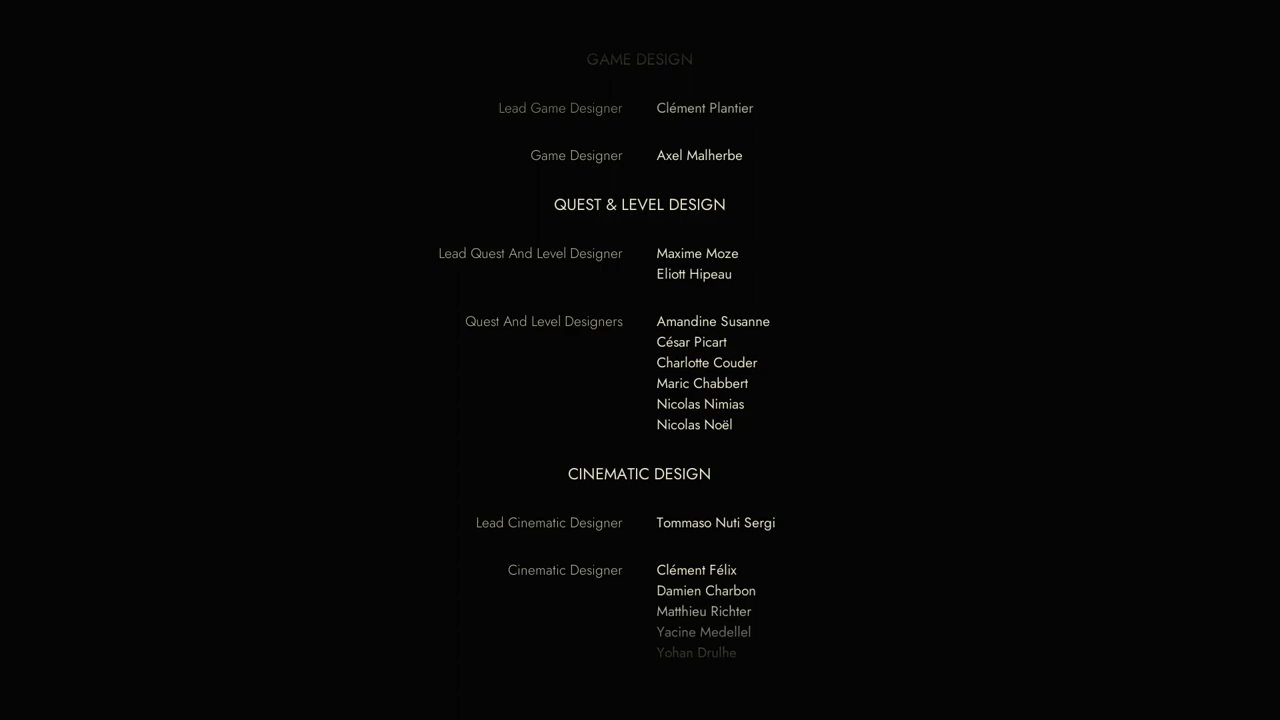 GAME DESIGN
Lead Game Designer Clément Plantier
Game Designer Axel Malherbe
QUEST & LEVEL DESIGN
Lead Quest And Level Designer Maxime Moze
Eliott Hipeau
Quest And Level Designers Amandine Susanne
César Picart
Charlotte Couder
Maric Chabbert
Nicolas Nimias
Nicolas Noël
CINEMATIC DESIGN
Lead Cinematic Designer Tommaso Nuti Sergi
Cinematic Designer Clément Félix
Damien Charbon
Matthieu Richter
Yacine Medellel
Yohan Drulhe